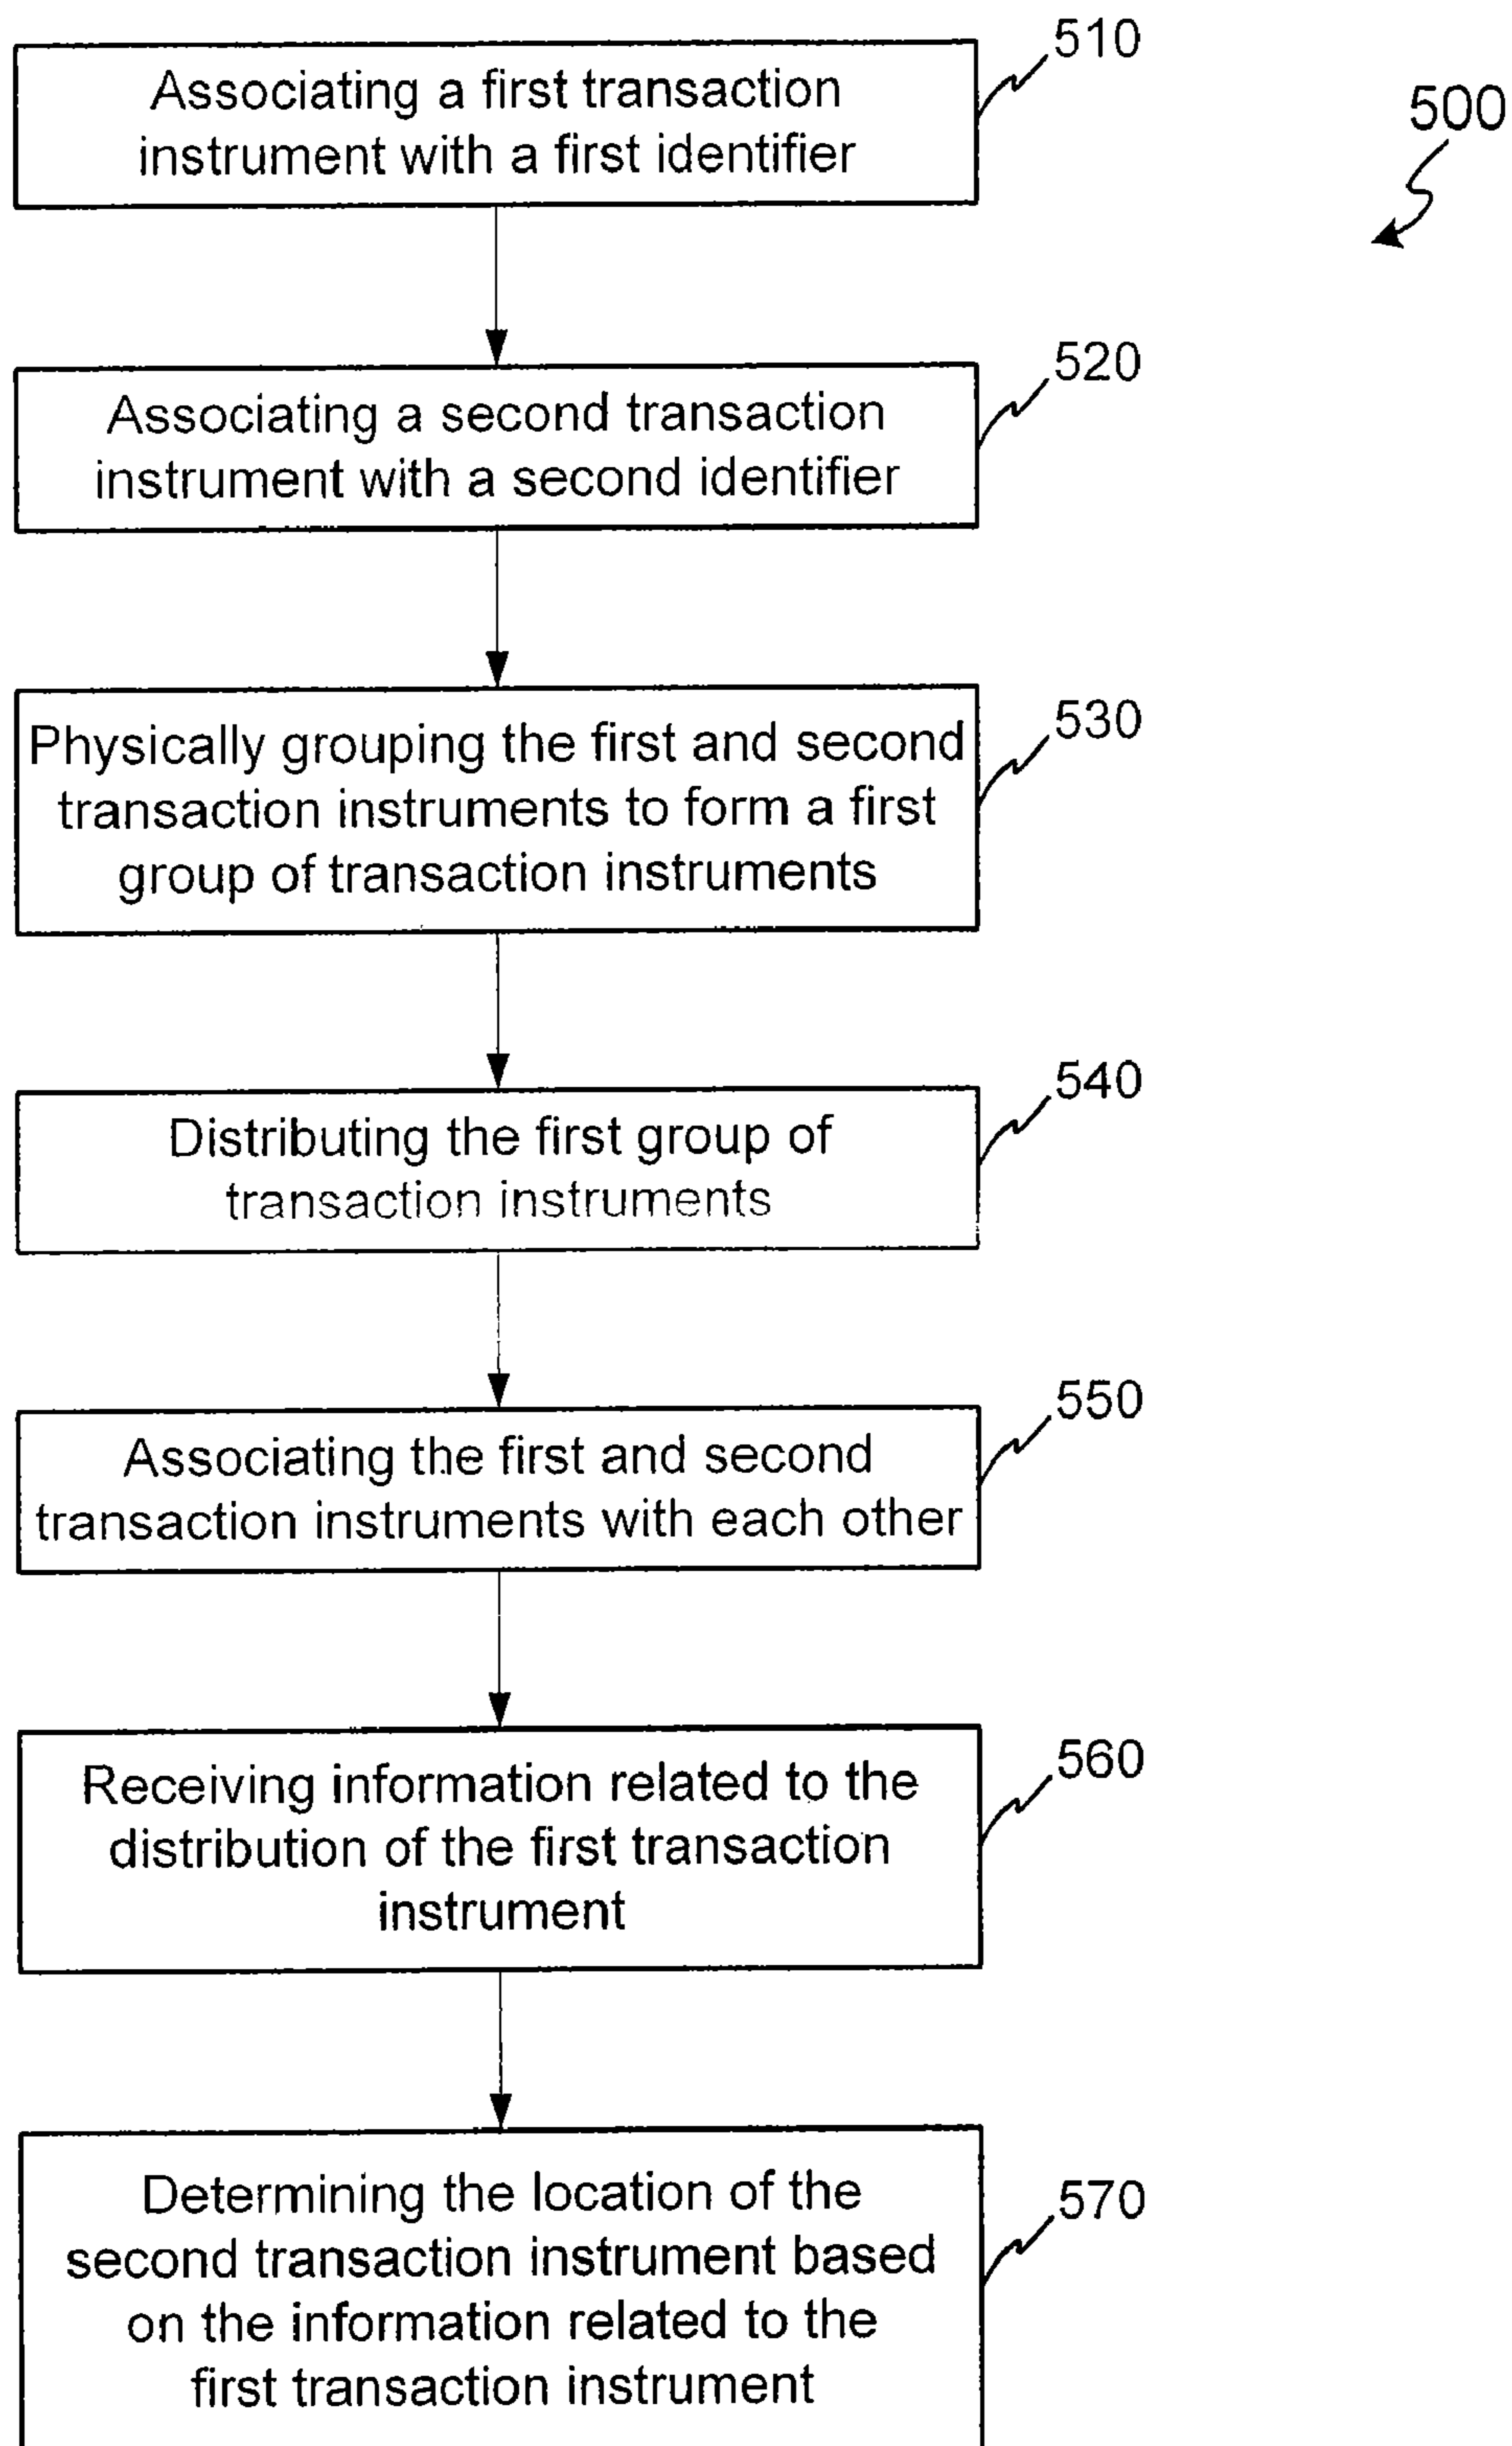 510
500
Associating a first transaction
instrument with a first identifier
520
Associating a second transaction
instrument with a second identifier
530
Physically grouping the first and second
transaction instruments to form a first
group of transaction instruments
540
Distributing the first group of
transaction instruments
550
Associating the first and second
transaction instruments with each other
560
Receiving information related to the
distribution of the first transaction
instrument
570
Determining the location of the
second transaction instrument based
on the information related to the
first transaction instrument